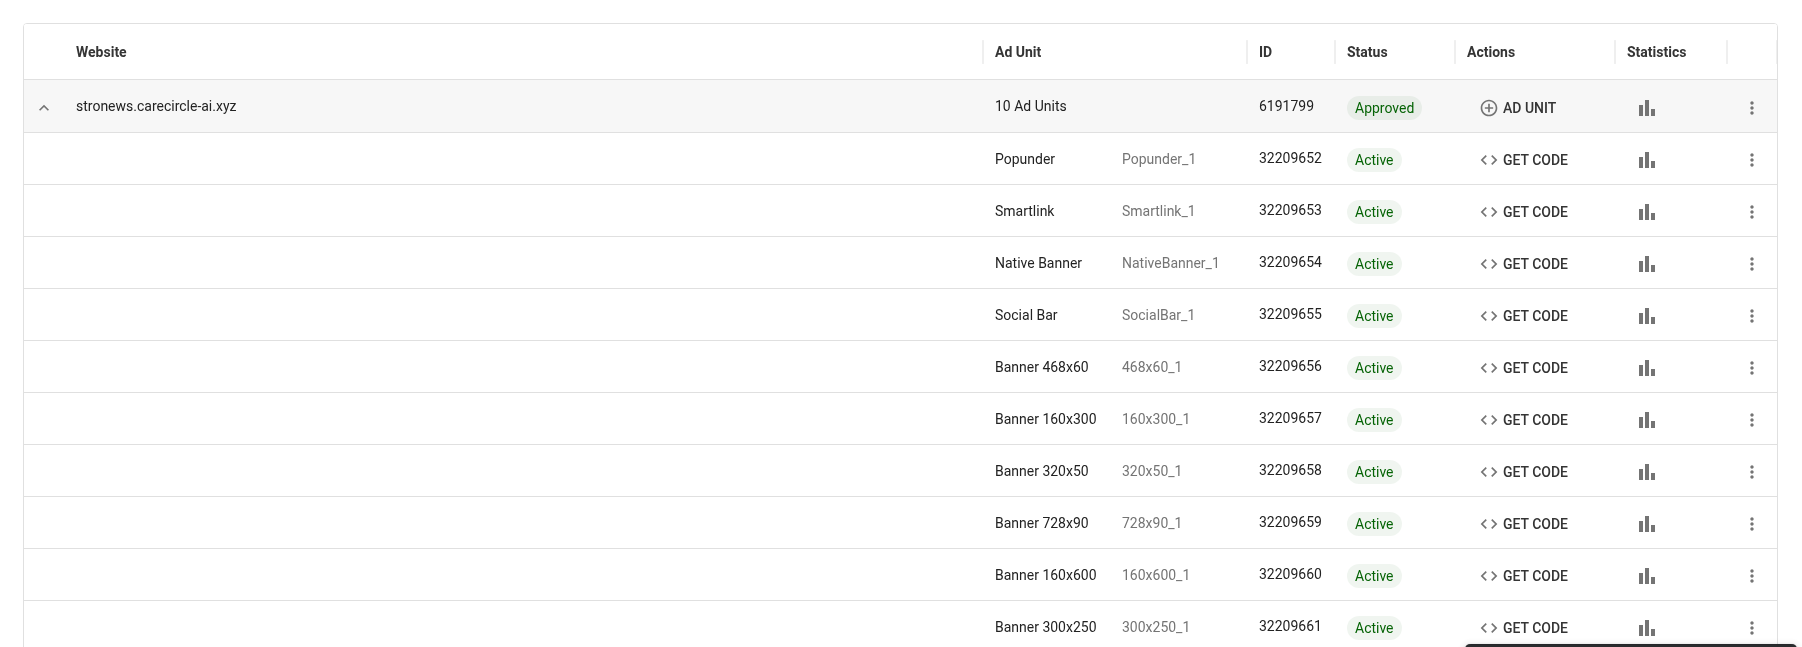 Website Ad Unit ID Status Actions Statistics
stronews.carecircle-ai.xyz 10 Ad Units 6191799 Approved AD UNIT
Popunder Popunder_1 32209652 Active GET CODE
Smartlink Smartlink_1 32209653 Active GET CODE
Native Banner NativeBanner_1 32209654 Active GET CODE
Social Bar SocialBar_1 32209655 Active GET CODE
Banner 468x60 468x60_1 32209656 Active GET CODE
Banner 160x300 160x300_1 32209657 Active GET CODE
Banner 320x50 320x50_1 32209658 Active GET CODE
Banner 728x90 728x90_1 32209659 Active GET CODE
Banner 160x600 160x600_1 32209660 Active GET CODE
Banner 300x250 300x250_1 32209661 Active GET CODE